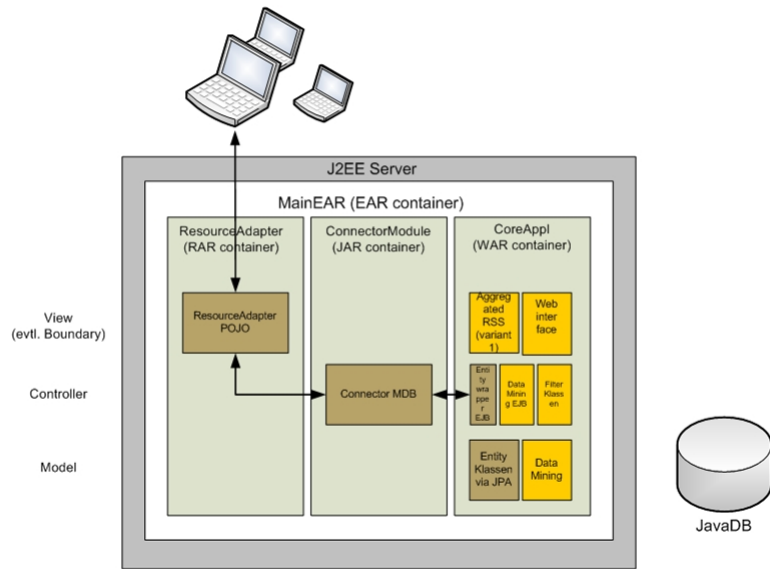 J2EE Server
MainEAR (EAR container)
ResourceAdapter
(RAR container)
ConnectorModule
(JAR container)
CoreAppl
(WAR container)
View
(evtl. Boundary)
ResourceAdapter
POJO
Aggreg
ated
RSS
(variant
1)
Web
inter
face
Controller
Connector MDB
Enti
ty
wra
ppe
r
EJB
Data
Minin
g EJB
Filter
Klass
en
Model
Entity
Klassen
via JPA
Data
Mining
JavaDB